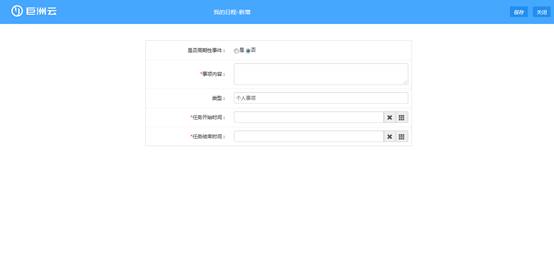 巨洲云
我的日程-新增
保存 关闭
是否周期性事件： 是 否
*事项内容：
类型： 个人事项
*任务开始时间：
*任务结束时间：